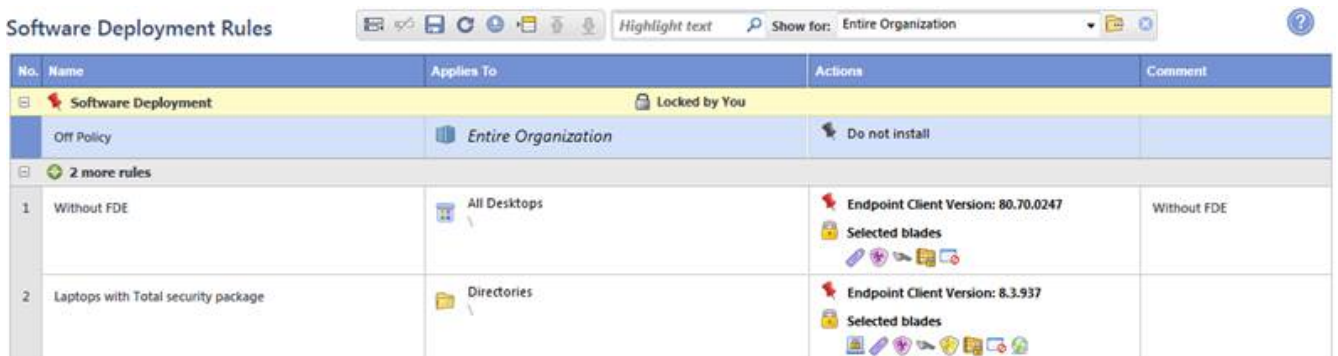 Software Deployment Rules
Highlight text
Show for: Entire Organization
No. Name Applies To Actions Comment
Software Deployment Locked by You
Off Policy Entire Organization Do not install
2 more rules
1 Without FDE All Desktops Endpoint Client Version: 80.70.0247 Without FDE
\ Selected blades
2 Laptops with Total security package Directories Endpoint Client Version: 8.3.937
\ Selected blades